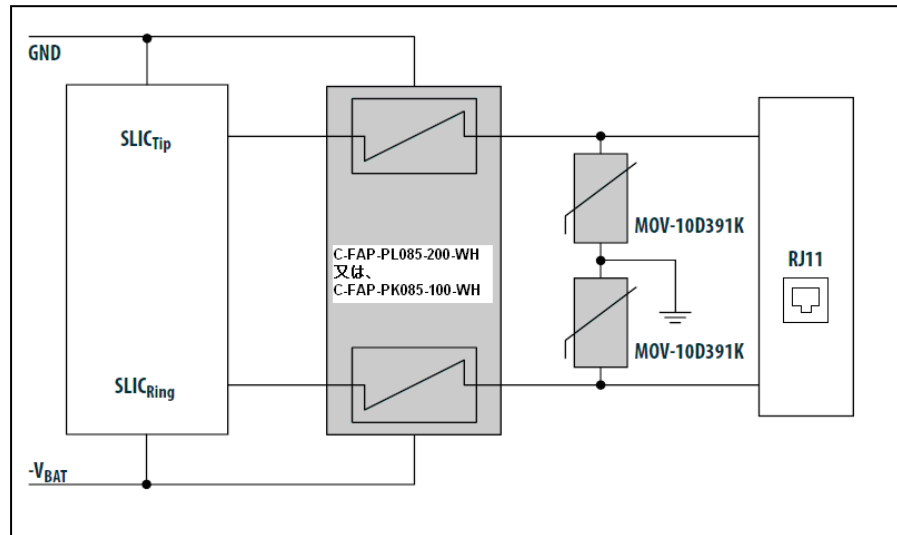 GND
SLICTip
C-FAP-PL085-200-WH
又は、
C-FAP-PK085-100-WH
MOV-10D391K
RJ11
MOV-10D391K
SLICRing
-VBAT